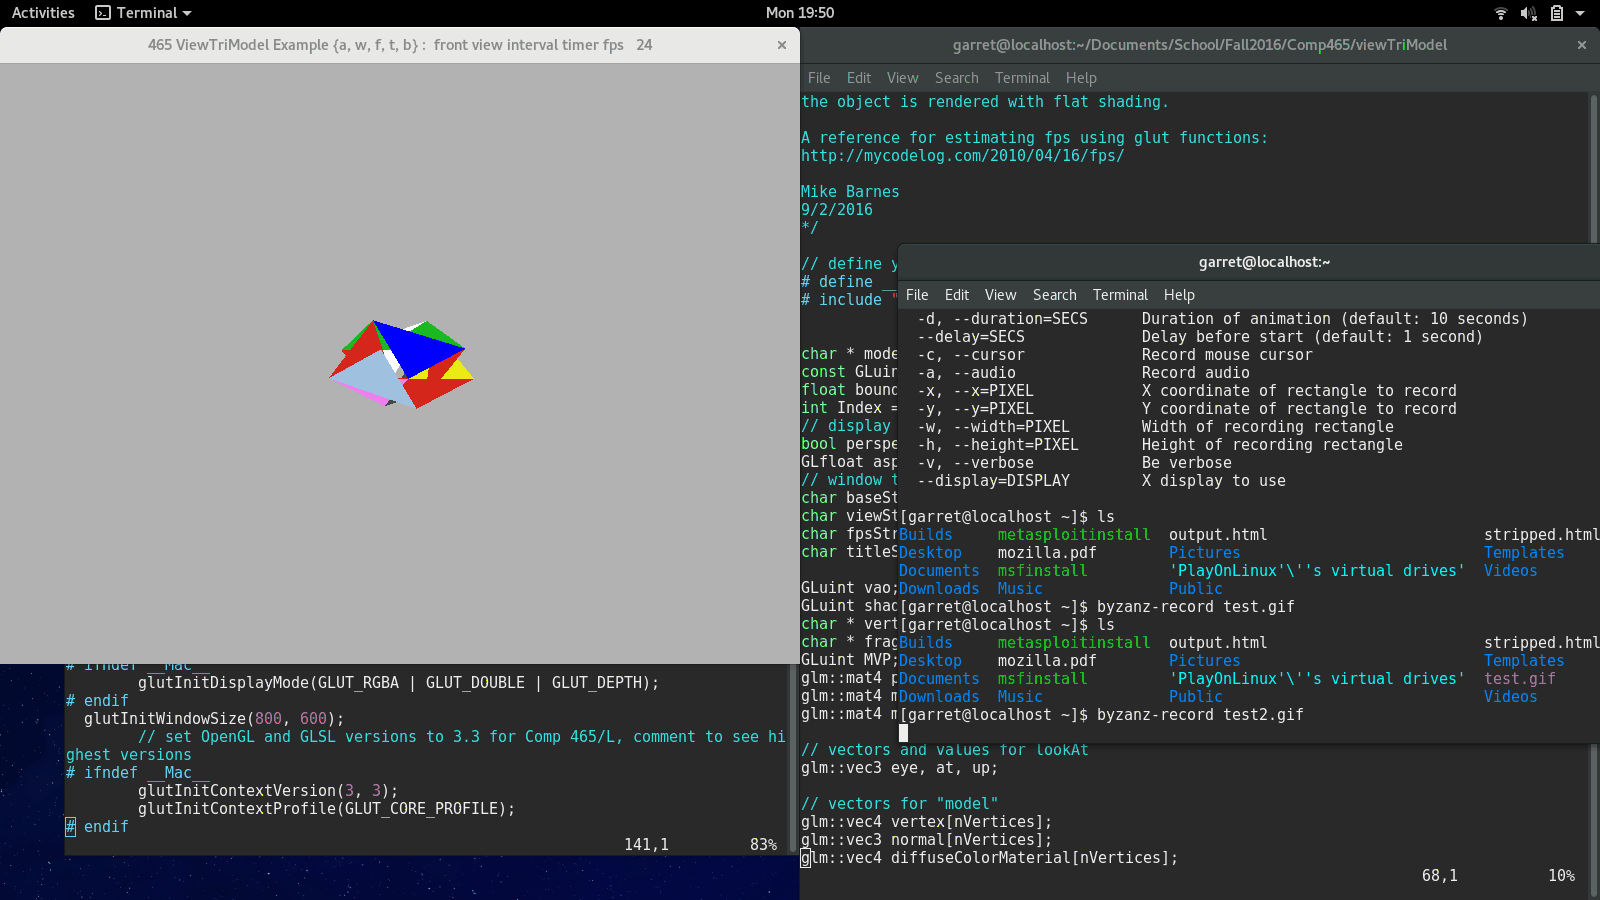 Activities Terminal Mon 19:50
465 ViewTriModel Example {a, w, f, t, b} : front view interval timer fps 24 ×
garret@localhost:~/Documents/School/Fall2016/Comp465/viewTriModel ×
File Edit View Search Terminal Help
the object is rendered with flat shading.
A reference for estimating fps using glut functions:
http://mycodelog.com/2010/04/16/fps/
Mike Barnes
9/2/2016
*/
// define y
# define __
# include "
char * mode
const GLuin
float bound
int Index =
// display
bool perspe
GLfloat asp
// window t
char baseSt
char viewSt
char fpsStr
char titleS
GLuint vao;
GLuint shad
char * vert
char * frag
GLuint MVP;
glm::mat4 p
glm::mat4 m
glm::mat4 m
// vectors and values for lookAt
glm::vec3 eye, at, up;
// vectors for "model"
glm::vec4 vertex[nVertices];
glm::vec3 normal[nVertices];
glm::vec4 diffuseColorMaterial[nVertices];
68,1 10%
garret@localhost:~
File Edit View Search Terminal Help
-d, --duration=SECS Duration of animation (default: 10 seconds)
--delay=SECS Delay before start (default: 1 second)
-c, --cursor Record mouse cursor
-a, --audio Record audio
-x, --x=PIXEL X coordinate of rectangle to record
-y, --y=PIXEL Y coordinate of rectangle to record
-w, --width=PIXEL Width of recording rectangle
-h, --height=PIXEL Height of recording rectangle
-v, --verbose Be verbose
--display=DISPLAY X display to use
[garret@localhost ~]$ ls
Builds metasploitinstall output.html stripped.html
Desktop mozilla.pdf Pictures Templates
Documents msfinstall 'PlayOnLinux'\''s virtual drives' Videos
Downloads Music Public
[garret@localhost ~]$ byzanz-record test.gif
[garret@localhost ~]$ ls
Builds metasploitinstall output.html stripped.html
Desktop mozilla.pdf Pictures Templates
Documents msfinstall 'PlayOnLinux'\''s virtual drives' test.gif
Downloads Music Public Videos
[garret@localhost ~]$ byzanz-record test2.gif
# ifndef __Mac__
glutInitDisplayMode(GLUT_RGBA | GLUT_DOUBLE | GLUT_DEPTH);
# endif
glutInitWindowSize(800, 600);
// set OpenGL and GLSL versions to 3.3 for Comp 465/L, comment to see hi
ghest versions
# ifndef __Mac__
glutInitContextVersion(3, 3);
glutInitContextProfile(GLUT_CORE_PROFILE);
# endif
141,1 83%